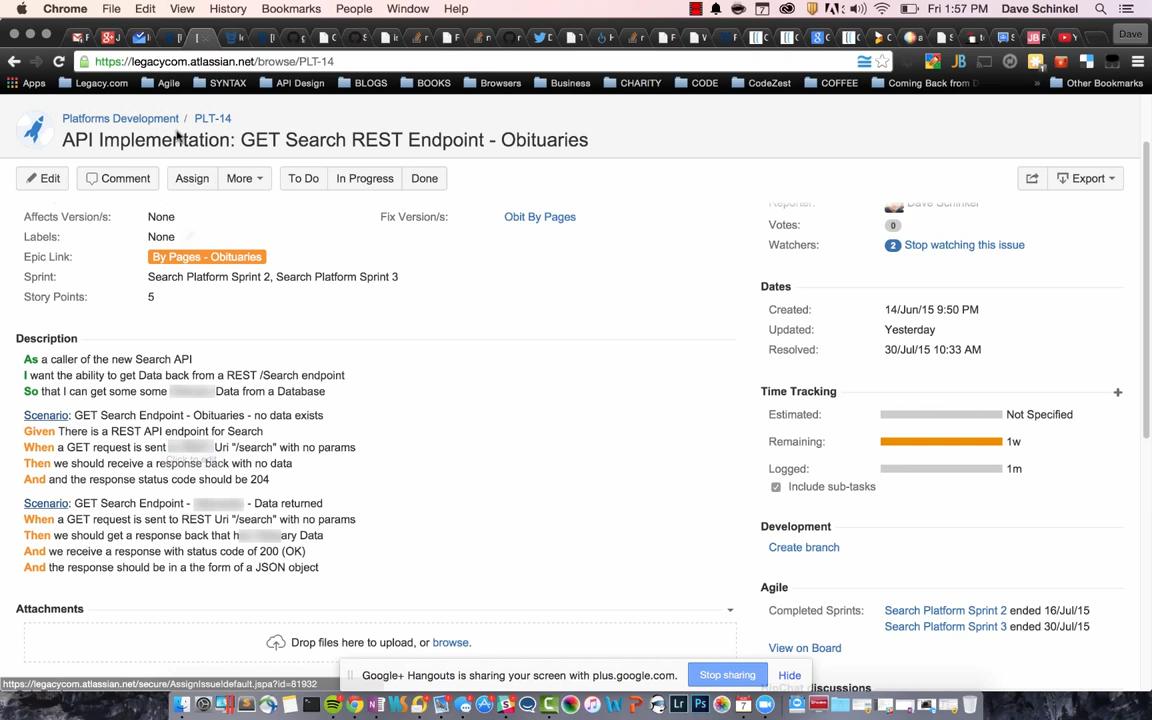 Chrome File Edit View History Bookmarks People Window Help Fri 1:57 PM Dave Schinkel
Dave
https://legacycom.atlassian.net/browse/PLT-14
Apps Legacy.com Agile SYNTAX API Design BLOGS BOOKS Browsers Business CHARITY CODE CodeZest COFFEE Coming Back from Other Bookmarks
Platforms Development / PLT-14
API Implementation: GET Search REST Endpoint - Obituaries
Edit Comment Assign More To Do In Progress Done Export
Reporter: Dave Schinkel
Affects Version/s: None Fix Version/s: Obit By Pages
Votes: 0
Labels: None
Watchers: 2 Stop watching this issue
Epic Link: By Pages - Obituaries
Sprint: Search Platform Sprint 2, Search Platform Sprint 3
Dates
Story Points: 5
Created: 14/Jun/15 9:50 PM
Updated: Yesterday
Description
Resolved: 30/Jul/15 10:33 AM
As a caller of the new Search API
I want the ability to get Data back from a REST /Search endpoint
So that I can get some some Data from a Database
Time Tracking
Scenario: GET Search Endpoint - Obituaries - no data exists
Estimated: Not Specified
Given There is a REST API endpoint for Search
Remaining: 1w
When a GET request is sent Uri "/search" with no params
Then we should receive a response back with no data
Click to edit
Logged: 1m
And and the response status code should be 204
Include sub-tasks
Scenario: GET Search Endpoint - - Data returned
When a GET request is sent to REST Uri "/search" with no params
Development
Then we should get a response back that h ary Data
Create branch
And we receive a response with status code of 200 (OK)
And the response should be in a the form of a JSON object
Agile
Attachments
Completed Sprints: Search Platform Sprint 2 ended 16/Jul/15
Search Platform Sprint 3 ended 30/Jul/15
Drop files here to upload, or browse.
View on Board
Google+ Hangouts is sharing your screen with plus.google.com. Stop sharing Hide
https://legacycom.atlassian.net/secure/AssignIssue!default.jspa?id=81932
discussions